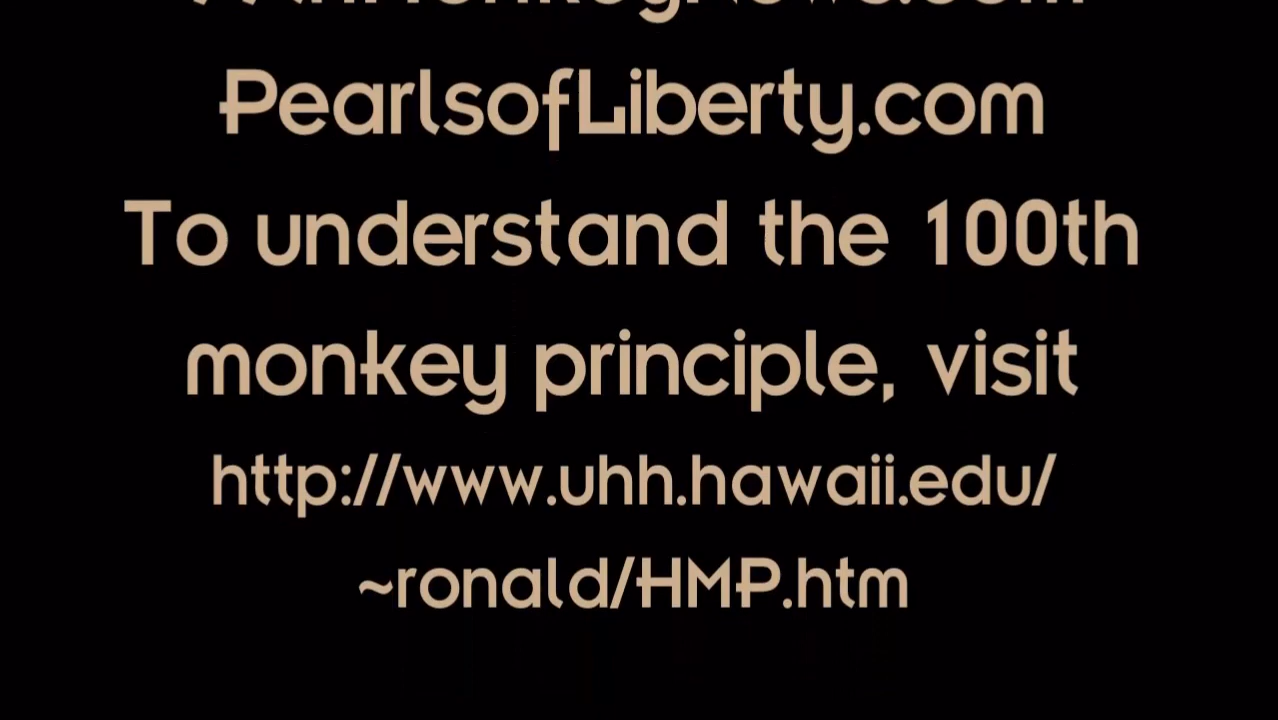 PearlsofLiberty.com
To understand the 100th
monkey principle, visit
http://www.uhh.hawaii.edu/
~ronald/HMP.htm